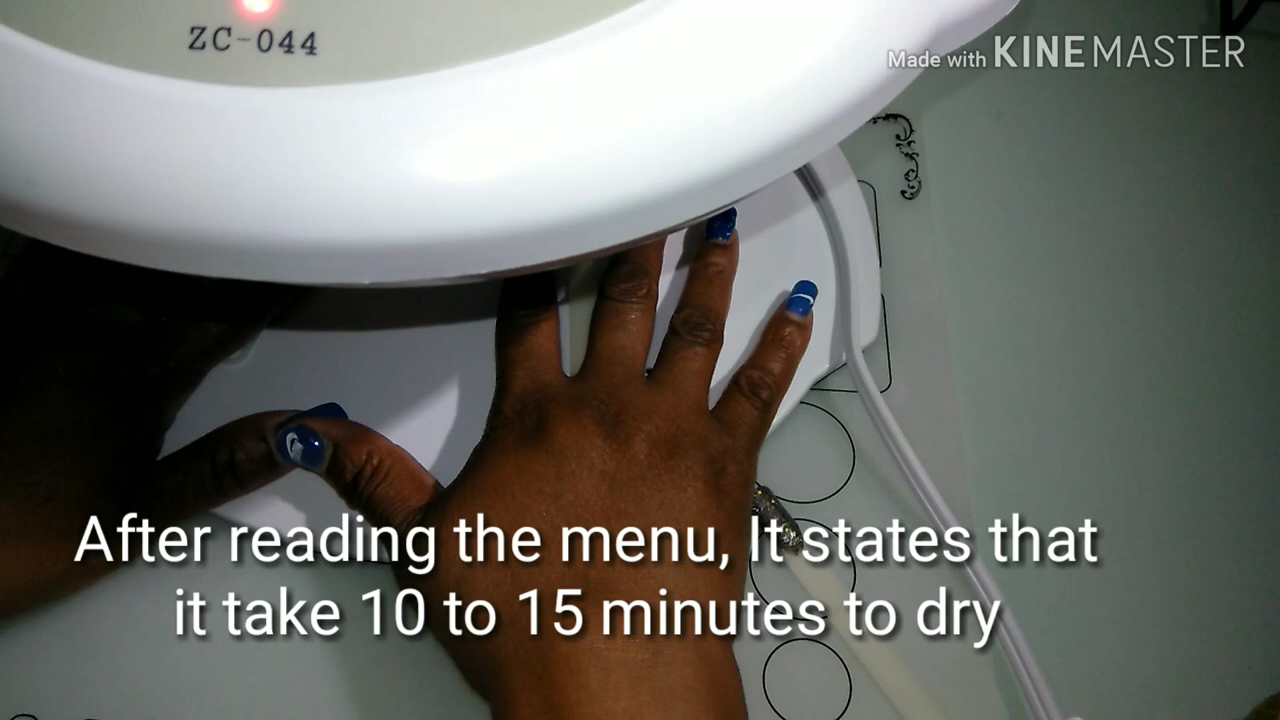 ZC-044
Made with KINEMASTER
After reading the menu, It states that
it take 10 to 15 minutes to dry